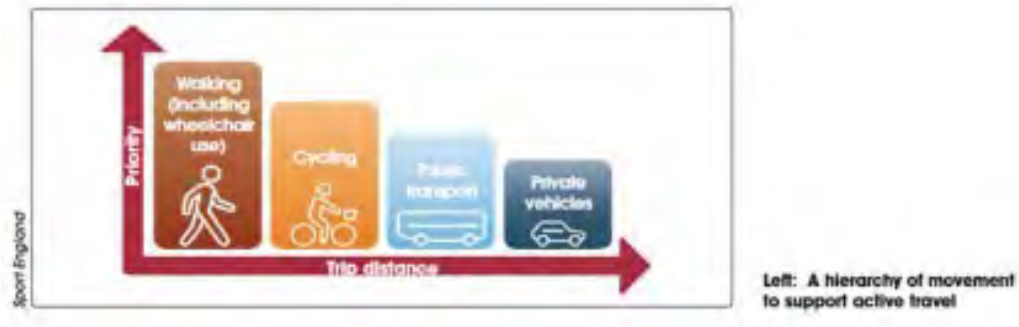 Walking
(including
wheelchair
use)
Cycling
Public
transport
Private
vehicles
Priority
Trip distance
Sport England
Left: A hierarchy of movement
to support active travel